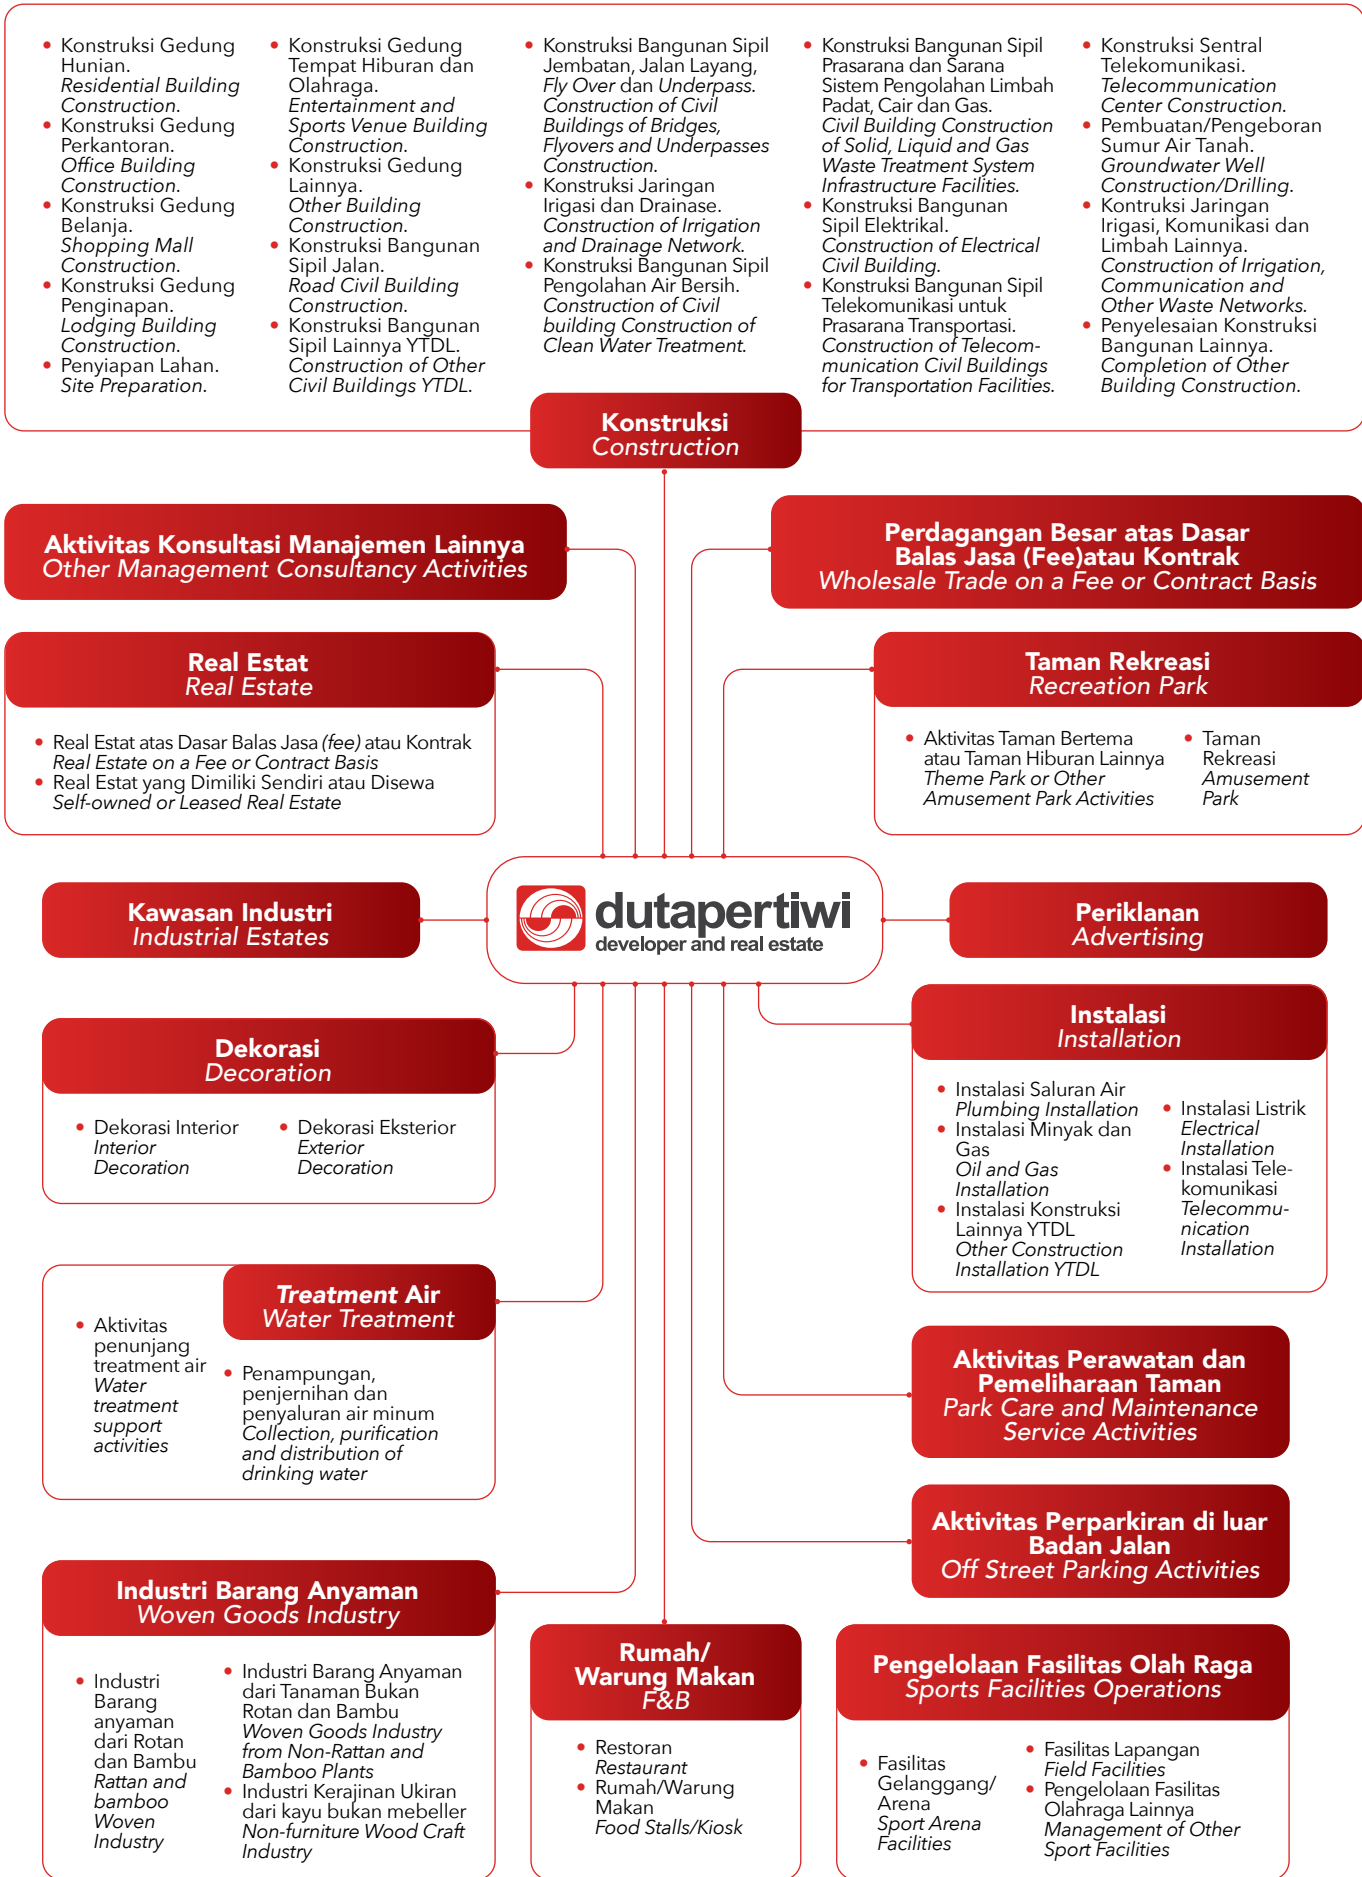 Konstruksi Gedung
Hunian.
Residential Building
Construction.
Konstruksi Gedung
Perkantoran.
Office Building
Construction.
Konstruksi Gedung
Belanja.
Shopping Mall
Construction.
Konstruksi Gedung
Penginapan.
Lodging Building
Construction.
Penyiapan Lahan.
Site Preparation.
Konstruksi Gedung
Tempat Hiburan dan
Olahraga.
Entertainment and
Sports Venue Building
Construction.
Konstruksi Gedung
Lainnya.
Other Building
Construction.
Konstruksi Bangunan
Sipil Jalan.
Road Civil Building
Construction.
Konstruksi Bangunan
Sipil Lainnya YTDL.
Construction of Other
Civil Buildings YTDL.
Konstruksi Bangunan Sipil
Jembatan, Jalan Layang,
Fly Over dan Underpass.
Construction of Civil
Buildings of Bridges,
Flyovers and Underpasses
Construction.
Konstruksi Jaringan
Irigasi dan Drainase.
Construction of Irrigation
and Drainage Network.
Konstruksi Bangunan Sipil
Pengolahan Air Bersih.
Construction of Civil
building Construction of
Clean Water Treatment.
Konstruksi Bangunan Sipil
Prasarana dan Sarana
Sistem Pengolahan Limbah
Padat, Cair dan Gas.
Civil Building Construction
of Solid, Liquid and Gas
Waste Treatment System
Infrastructure Facilities.
Konstruksi Bangunan
Sipil Elektrikal.
Construction of Electrical
Civil Building.
Konstruksi Bangunan Sipil
Telekomunikasi untuk
Prasarana Transportasi.
Construction of Telecom-
munication Civil Buildings
for Transportation Facilities.
Konstruksi Sentral
Telekomunikasi.
Telecommunication
Center Construction.
Pembuatan/Pengeboran
Sumur Air Tanah.
Groundwater Well
Construction/Drilling.
Kontruksi Jaringan
Irigasi, Komunikasi dan
Limbah Lainnya.
Construction of Irrigation,
Communication and
Other Waste Networks.
Penyelesaian Konstruksi
Bangunan Lainnya.
Completion of Other
Building Construction.
Konstruksi
Construction
Aktivitas Konsultasi Manajemen Lainnya
Other Management Consultancy Activities
Perdagangan Besar atas Dasar
Balas Jasa (Fee)atau Kontrak
Wholesale Trade on a Fee or Contract Basis
Real Estat
Real Estate
Real Estat atas Dasar Balas Jasa (fee) atau Kontrak
Real Estate on a Fee or Contract Basis
Real Estat yang Dimiliki Sendiri atau Disewa
Self-owned or Leased Real Estate
Taman Rekreasi
Recreation Park
Aktivitas Taman Bertema
atau Taman Hiburan Lainnya
Theme Park or Other
Amusement Park Activities
Taman
Rekreasi
Amusement
Park
Kawasan Industri
Industrial Estates
dutapertiwi
developer and real estate
Periklanan
Advertising
Dekorasi
Decoration
Dekorasi Interior
Interior
Decoration
Dekorasi Eksterior
Exterior
Decoration
Instalasi
Installation
Instalasi Saluran Air
Plumbing Installation
Instalasi Minyak dan
Gas
Oil and Gas
Installation
Instalasi Konstruksi
Lainnya YTDL
Other Construction
Installation YTDL
Instalasi Listrik
Electrical
Installation
Instalasi Tele-
komunikasi
Telecommu-
nication
Installation
Treatment Air
Water Treatment
Aktivitas
penunjang
treatment air
Water
treatment
support
activities
Penampungan,
penjernihan dan
penyaluran air minum
Collection, purification
and distribution of
drinking water
Aktivitas Perawatan dan
Pemeliharaan Taman
Park Care and Maintenance
Service Activities
Aktivitas Perparkiran di luar
Badan Jalan
Off Street Parking Activities
Industri Barang Anyaman
Woven Goods Industry
Industri
Barang
anyaman
dari Rotan
dan Bambu
Rattan and
bamboo
Woven
Industry
Industri Barang Anyaman
dari Tanaman Bukan
Rotan dan Bambu
Woven Goods Industry
from Non-Rattan and
Bamboo Plants
Industri Kerajinan Ukiran
dari kayu bukan mebeller
Non-furniture Wood Craft
Industry
Rumah/
Warung Makan
F&B
Restoran
Restaurant
Rumah/Warung
Makan
Food Stalls/Kiosk
Pengelolaan Fasilitas Olah Raga
Sports Facilities Operations
Fasilitas
Gelanggang/
Arena
Sport Arena
Facilities
Fasilitas Lapangan
Field Facilities
Pengelolaan Fasilitas
Olahraga Lainnya
Management of Other
Sport Facilities